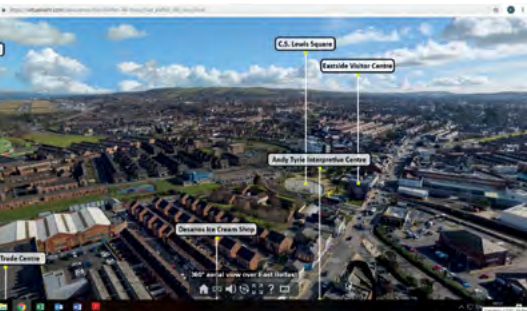 C.S. Lewis Square
Eastside Visitor Centre
Andy Tyrie Interpretive Centre
Desanos Ice Cream Shop
Trade Centre
360° aerial view over East Belfast